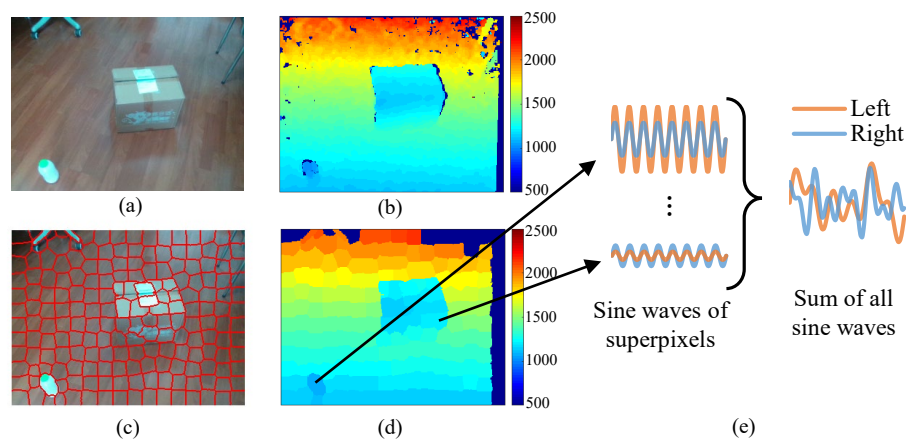 2500
2000
1500
1000
500
(a)
(b)
2500
2000
1500
1000
500
(c)
(d)
Left
Right
⋮
Sine waves of
superpixels
Sum of all
sine waves
(e)